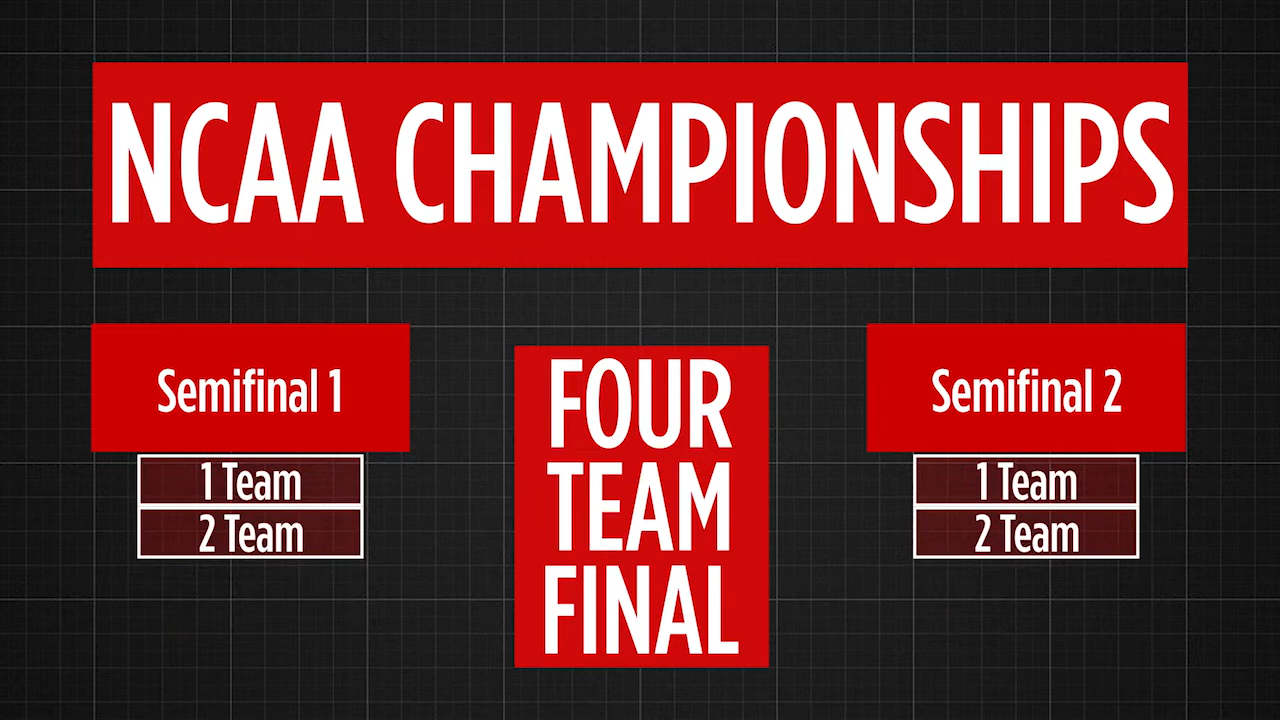 NCAA CHAMPIONSHIPS
Semifinal 1
1 Team
2 Team
FOUR
TEAM
FINAL
Semifinal 2
1 Team
2 Team